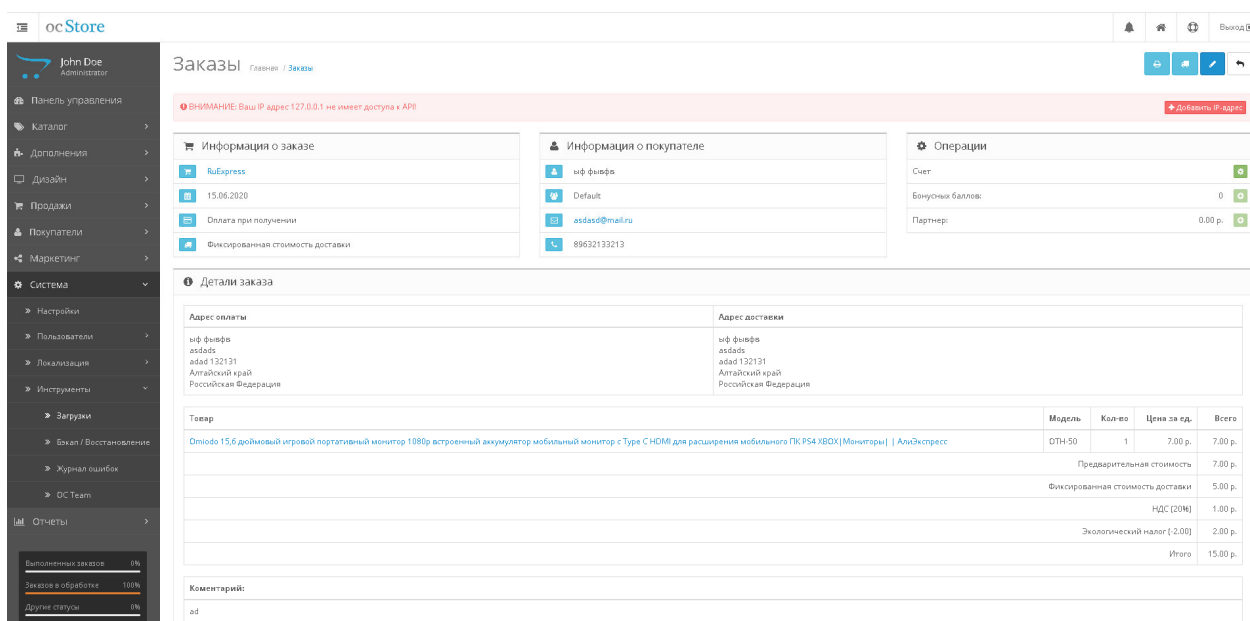 ocStore
Выход
John Doe
Administrator
Панель управления
Каталог
Дополнения
Дизайн
Продажи
Покупатели
Маркетинг
Система
Настройки
Пользователи
Локализация
Инструменты
Загрузки
Бэкап / Восстановление
Журнал ошибок
OC Team
Отчеты
Выполненных заказов 0%
Заказов в обработке 100%
Другие статусы 0%
Заказы Главная / Заказы
ВНИМАНИЕ: Ваш IP адрес 127.0.0.1 не имеет доступа к API!
Добавить IP-адрес
Информация о заказе
RuExpress
15.06.2020
Оплата при получении
Фиксированная стоимость доставки
Информация о покупателе
ыф фывфв
Default
asdasd@mail.ru
89632133213
Операции
Счет
Бонусных баллов: 0
Партнер: 0.00 р.
Детали заказа
Адрес оплаты Адрес доставки
ыф фывфв
asdads
adad 132131
Алтайский край
Российская Федерация
ыф фывфв
asdads
adad 132131
Алтайский край
Российская Федерация
Товар Модель Кол-во Цена за ед. Всего
Omiodo 15,6 дюймовый игровой портативный монитор 1080p встроенный аккумулятор мобильный монитор с Type C HDMI для расширения мобильного ПК PS4 XBOX|Мониторы| | АлиЭкспресс DTH-50 1 7.00 р. 7.00 р.
Предварительная стоимость 7.00 р.
Фиксированная стоимость доставки 5.00 р.
НДС (20%) 1.00 р.
Экологический налог (-2.00) 2.00 р.
Итого 15.00 р.
Коментарий:
ad